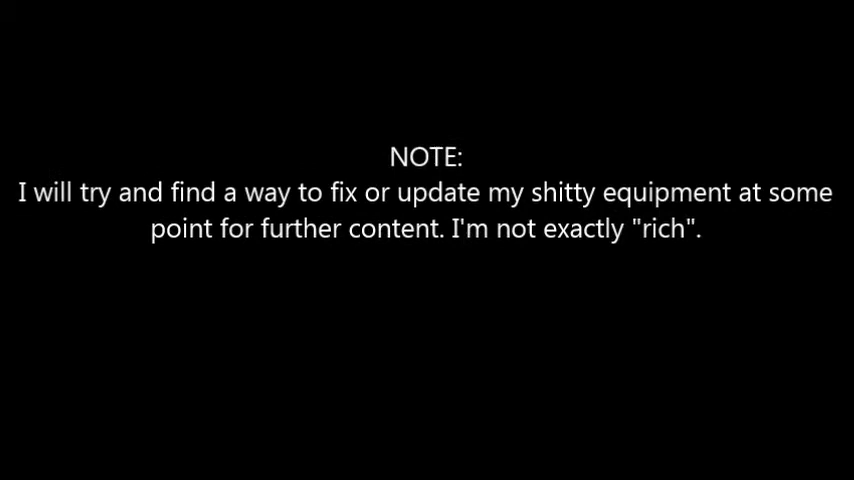 NOTE:
I will try and find a way to fix or update my shitty equipment at some
point for further content. I'm not exactly "rich".